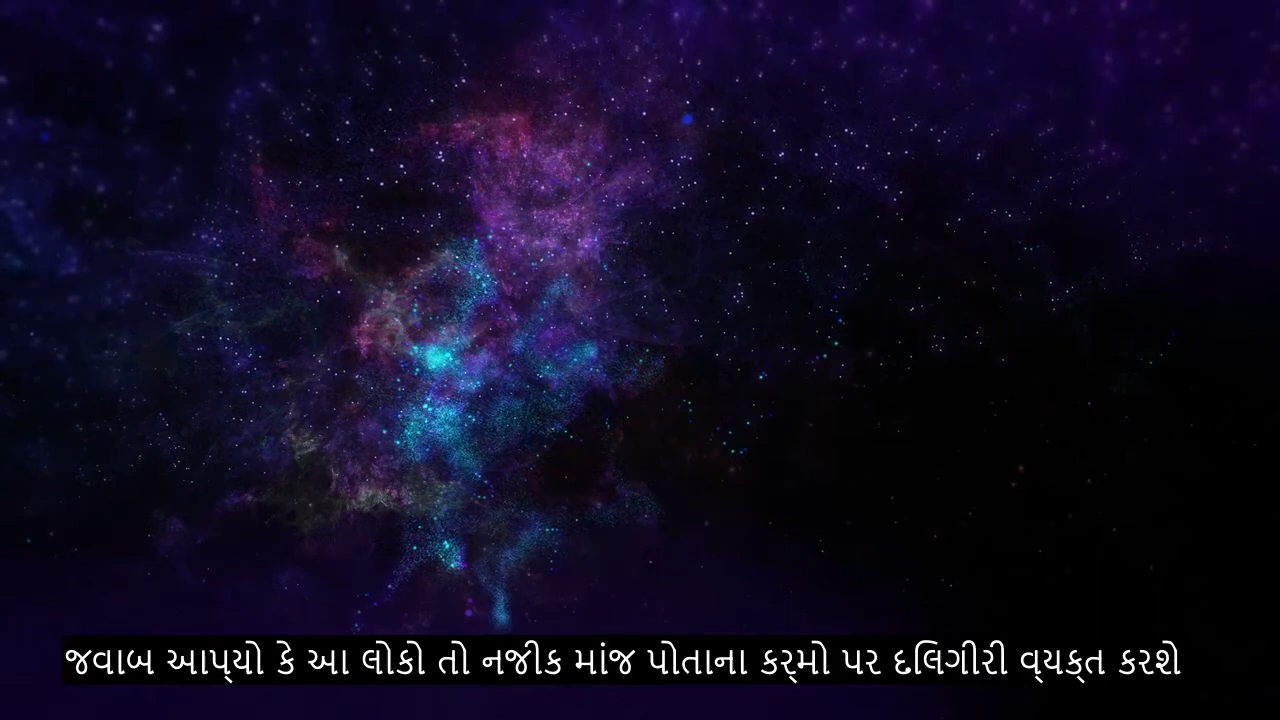 જવાબ આપ્યો કે આ લોકો તો નજીક માંજ પોતાના કર્મો પર દલિગીરી વ્યક્ત કરશે